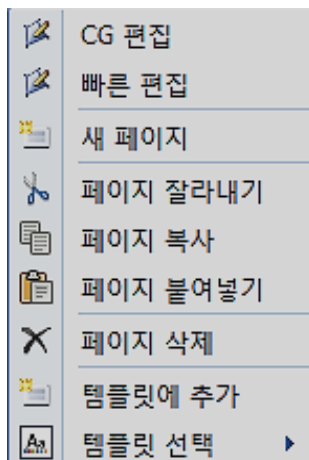 CG 편집
빠른 편집
새 페이지
페이지 잘라내기
페이지 복사
페이지 붙여넣기
페이지 삭제
템플릿에 추가
템플릿 선택